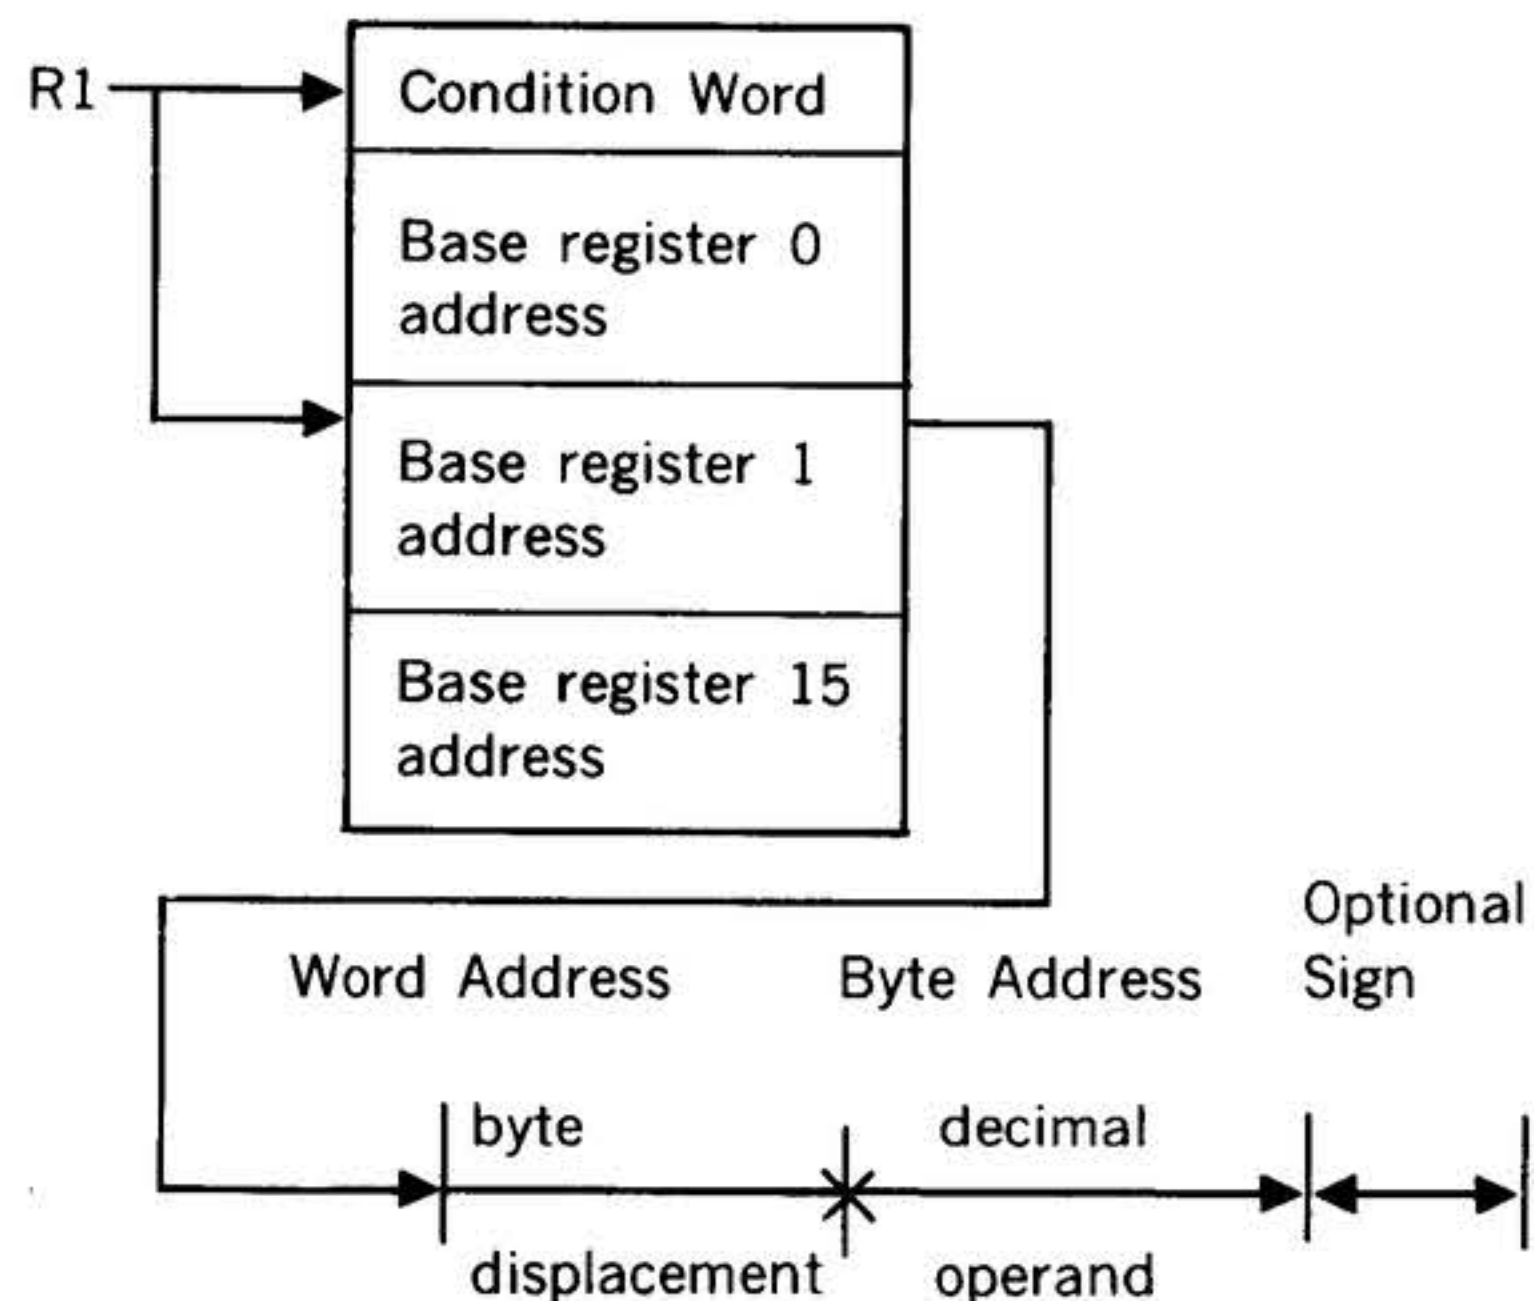 R1
Condition Word
Base register 0
address
Base register 1
address
Base register 15
address
Optional
Sign
Word Address
Byte Address
byte
displacement
decimal
operand